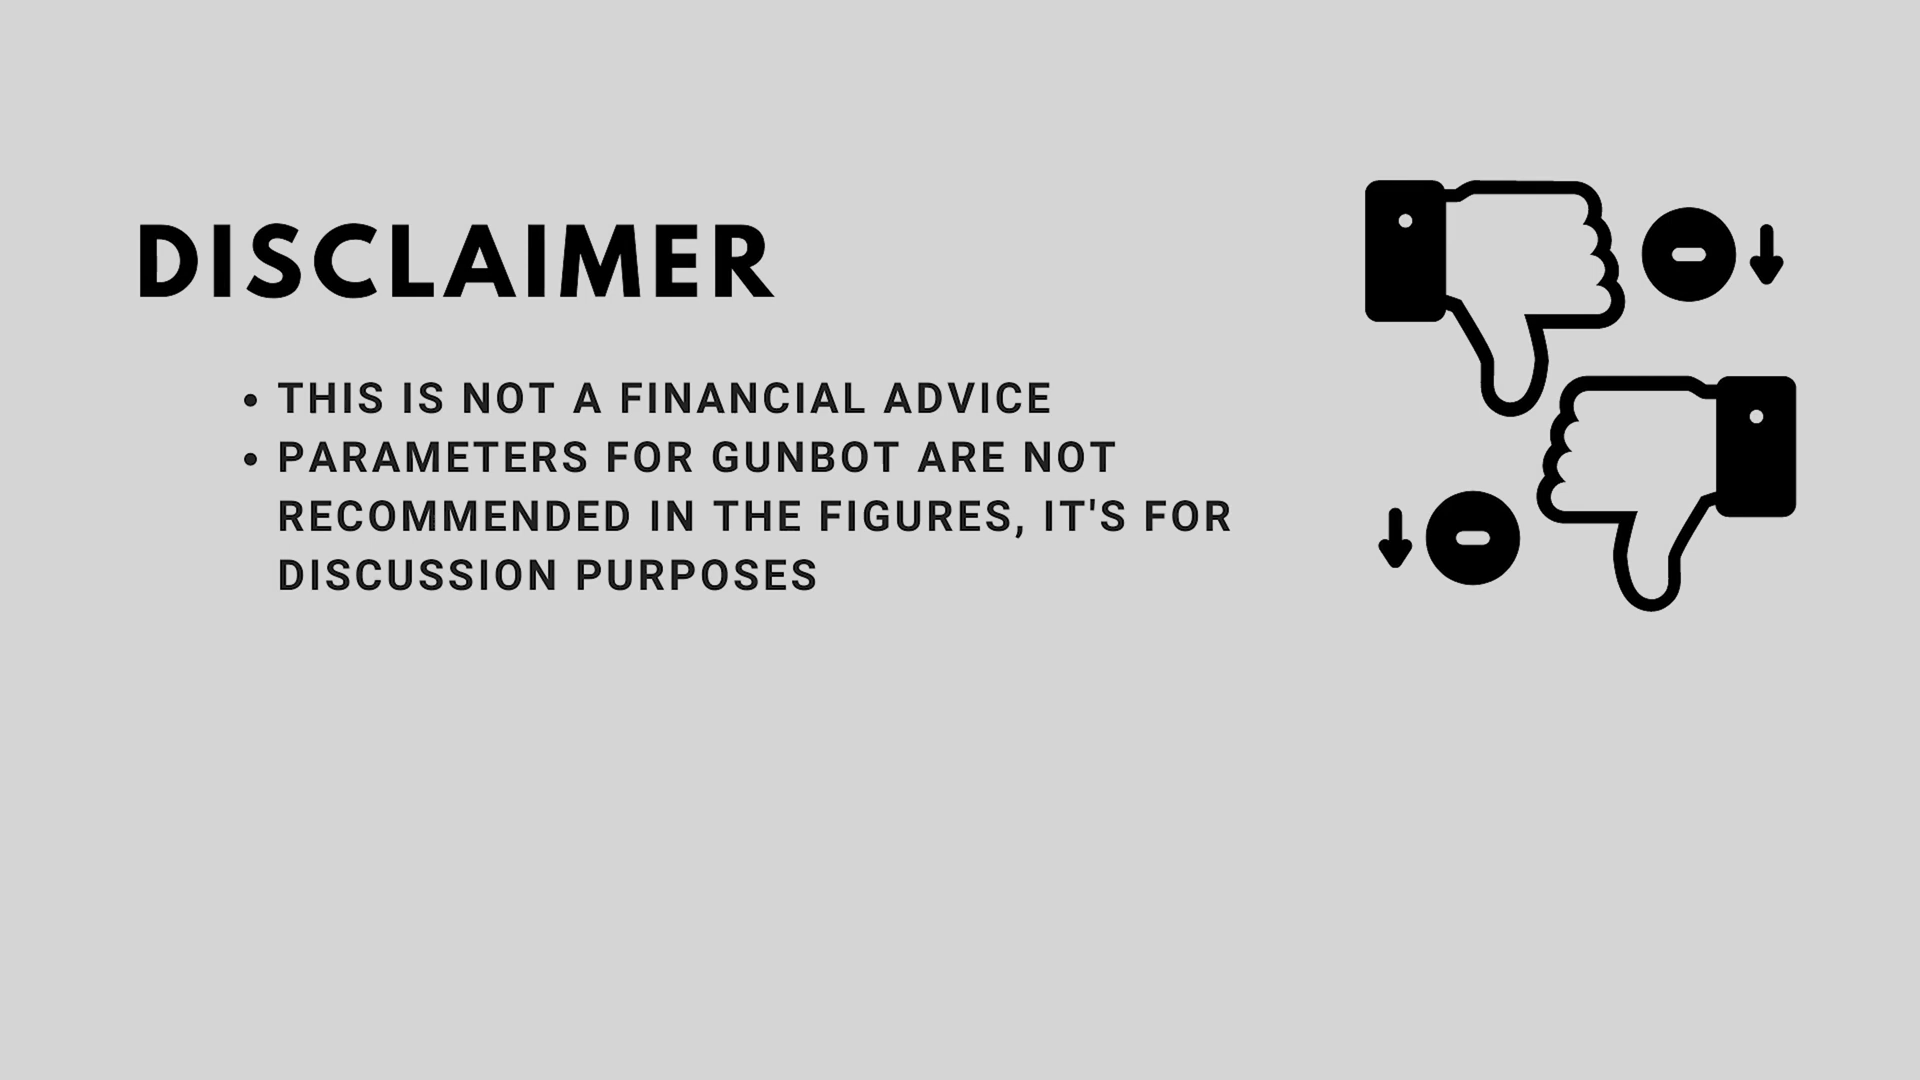 DISCLAIMER
• THIS IS NOT A FINANCIAL ADVICE
• PARAMETERS FOR GUNBOT ARE NOT
RECOMMENDED IN THE FIGURES, IT'S FOR
DISCUSSION PURPOSES